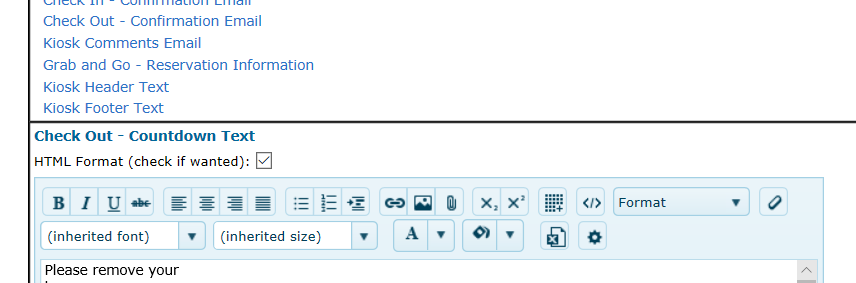 Check In - Confirmation Email
Check Out - Confirmation Email
Kiosk Comments Email
Grab and Go - Reservation Information
Kiosk Header Text
Kiosk Footer Text
Check Out - Countdown Text
HTML Format (check if wanted):
B I U abc X₂ X² </> Format
(inherited font) (inherited size) A
Please remove your